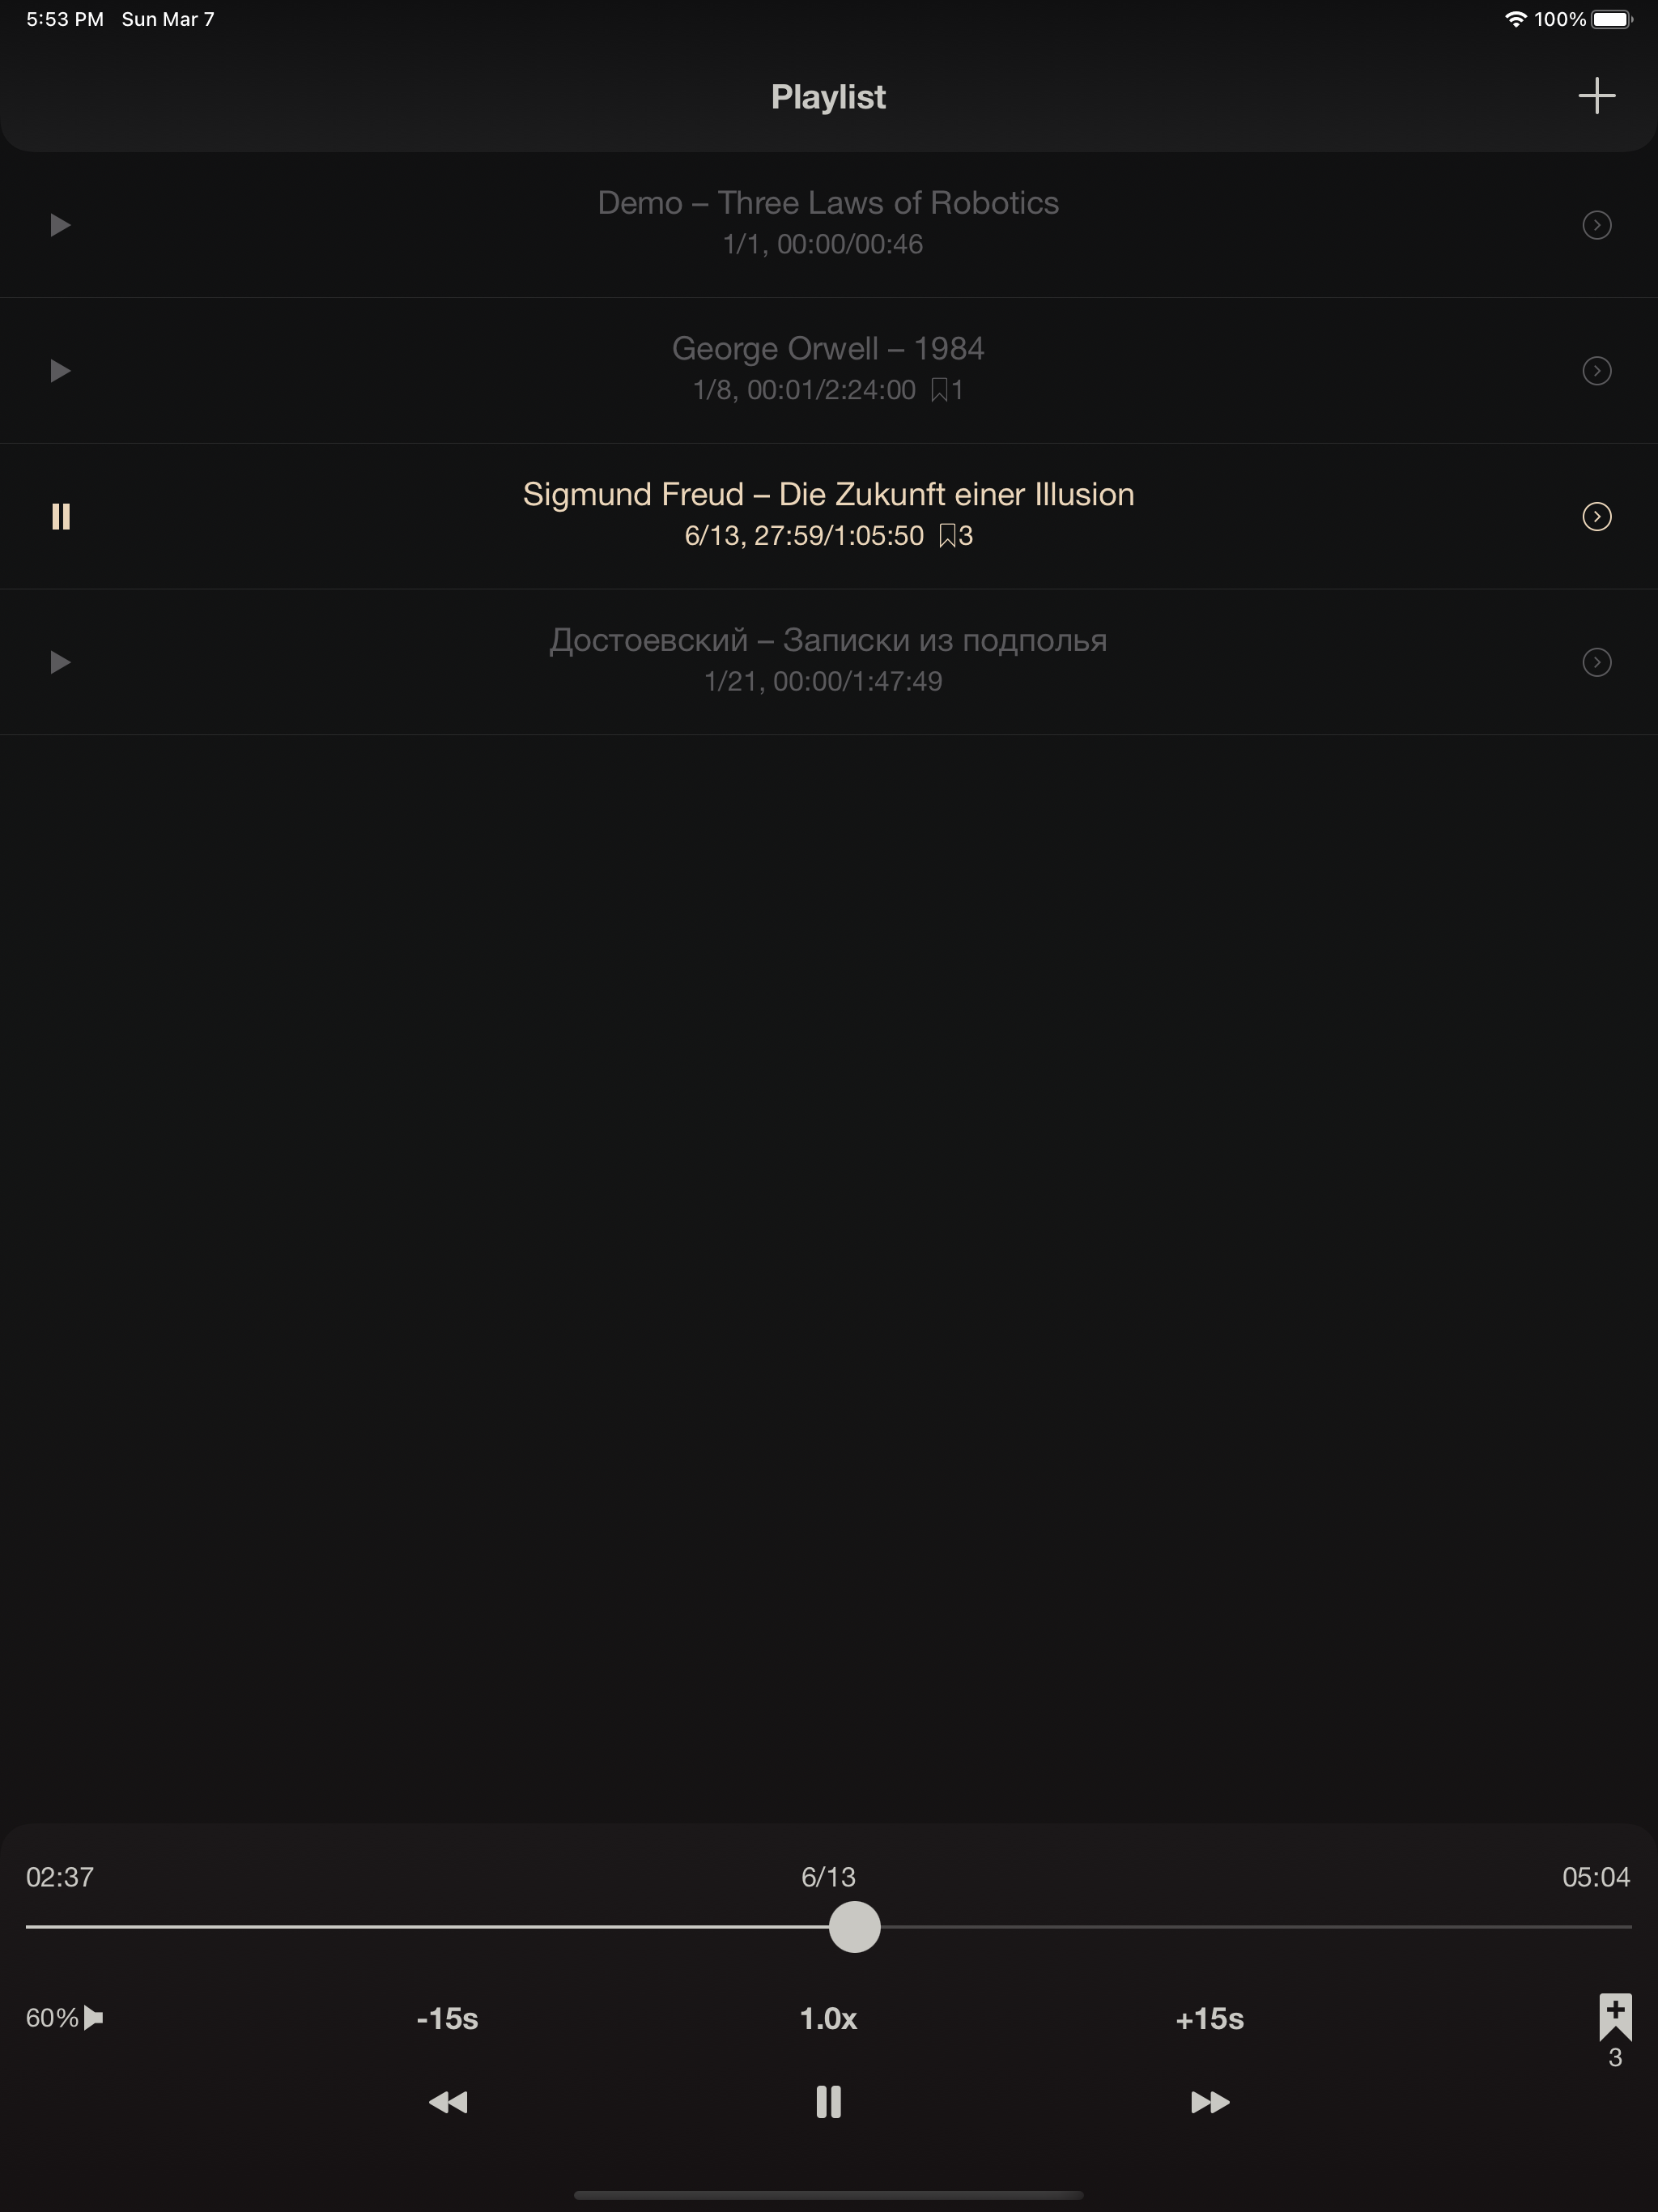 5:53 PM Sun Mar 7 100%
Playlist
Demo – Three Laws of Robotics
1/1, 00:00/00:46
George Orwell – 1984
1/8, 00:01/2:24:00 1
Sigmund Freud – Die Zukunft einer Illusion
6/13, 27:59/1:05:50 3
Достоевский – Записки из подполья
1/21, 00:00/1:47:49
02:37 6/13 05:04
60% -15s 1.0x +15s
3